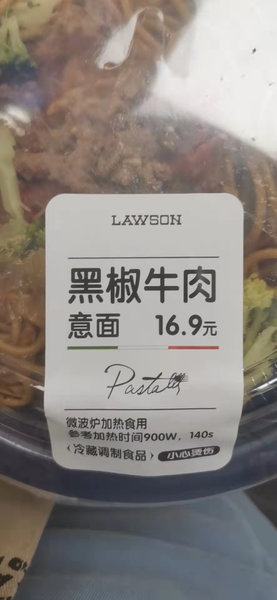 LAWSON
黑椒牛肉
意面 16.9元
Pasta
微波炉加热食用
参考加热时间900W，140s
〈冷藏调制食品〉 小心烫伤